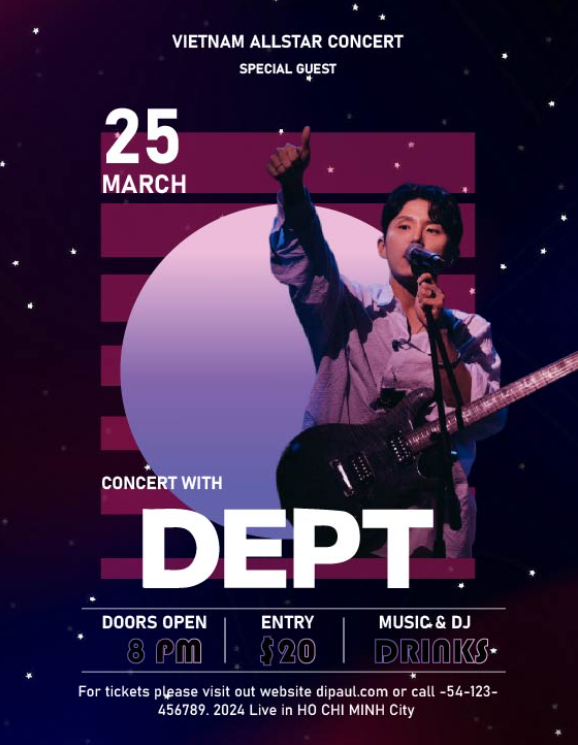 VIETNAM ALLSTAR CONCERT
SPECIAL GUEST
25
MARCH
CONCERT WITH
DEPT
DOORS OPEN
8 PM
ENTRY
$20
MUSIC & DJ
DRINKS
For tickets please visit out website dipaul.com or call -54-123-
456789. 2024 Live in HO CHI MINH City